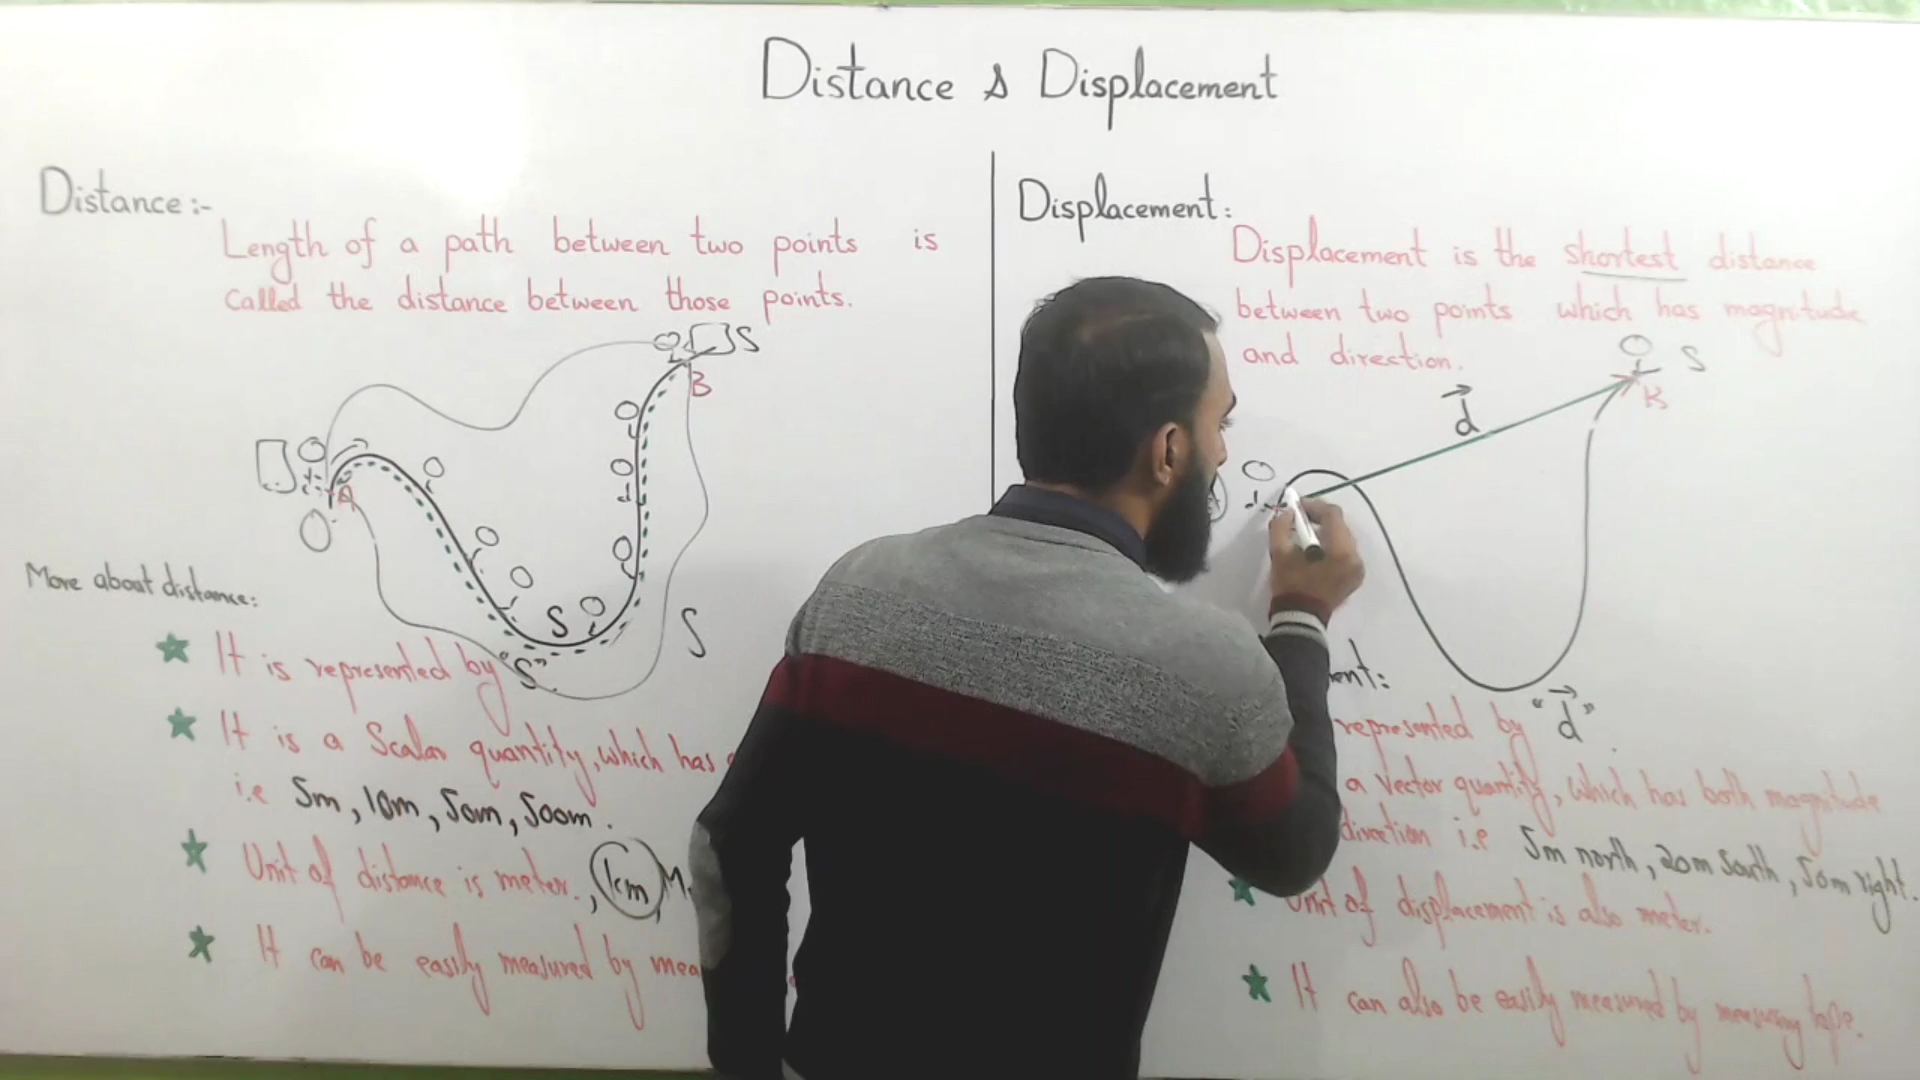 Distance & Displacement
Distance :-
Length of a path between two points is
called the distance between those points.
S
B
A
S
S
More about distance:
It is represented by "S".
It is a Scalar quantity, which has
i.e 5m, 10m, 50m, 500m.
Unit of distance is meter., km, M
It can be easily measured by mea
Displacement:
Displacement is the shortest distance
between two points which has magnitude
and direction.
S
B
d
ment:
represented by "d".
a vector quantity, which has both magnitude
direction i.e 5m north, 20m South, 50m right.
Unit of displacement is also meter.
It can also be easily measured by measuring tape.